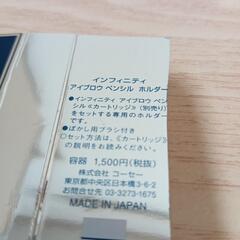 インフィニティ
アイブロウ ペンシル ホルダー
●インフィニティ アイブロウ ペンシ
ル《カートリッジ》(別売り)
をセットする専用のホルダー
です。
●ぼかし用ブラシ付き
○セット方法は、《カートリッジ》
の説明をお読みください。
容器 1,500円(税抜)
株式会社 コーセー
東京都中央区日本橋3-6-2
お問合せ先 03-3273-1675
MADE IN JAPAN